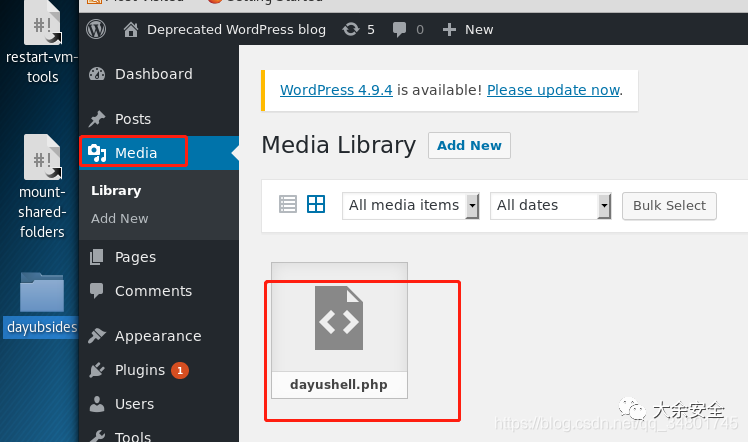 Most Visited Getting Started
restart-vm-
tools
mount-
shared-
folders
dayubsides
Deprecated WordPress blog 5 0 New
Dashboard
Posts
Media
Library
Add New
Pages
Comments
Appearance
Plugins 1
Users
Tools
WordPress 4.9.4 is available! Please update now.
Media Library Add New
All media items All dates Bulk Select
dayushell.php
大余安全
https://blog.csdn.net/qq_34801745